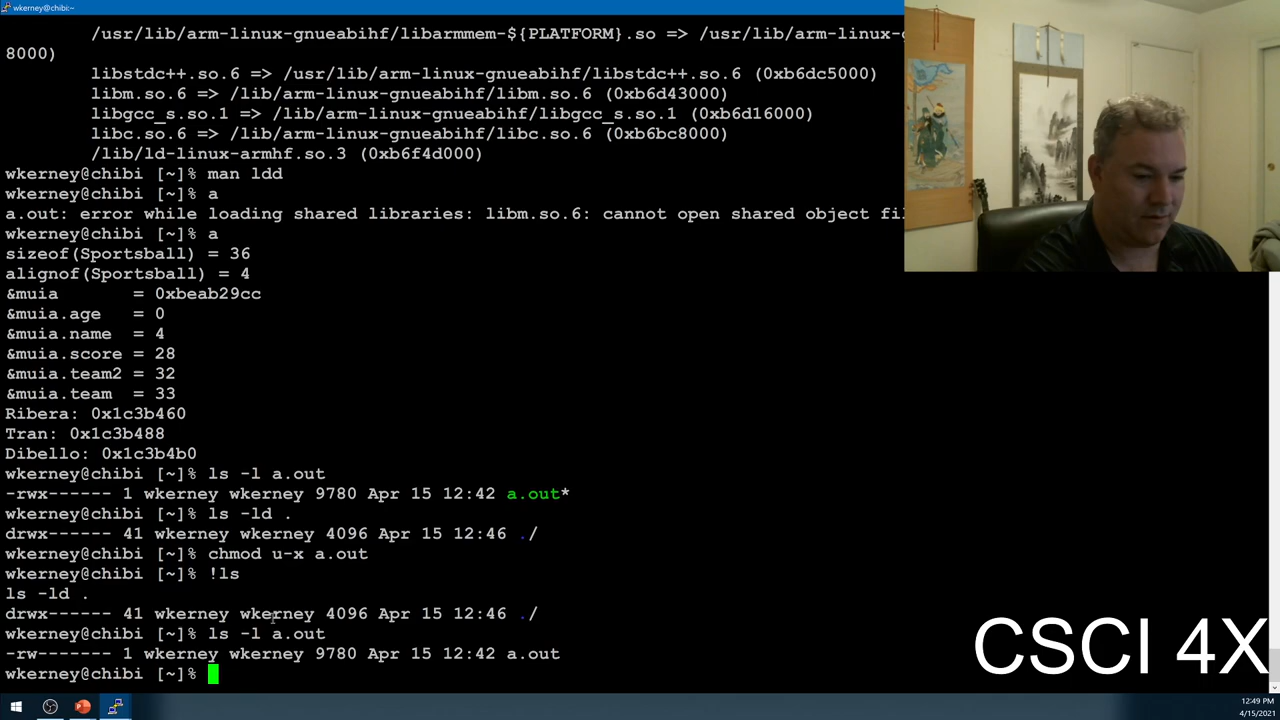 wkerney@chibi:~
/usr/lib/arm-linux-gnueabihf/libarmmem-${PLATFORM}.so => /usr/lib/arm-linux-gnueabihf/
8000)
libstdc++.so.6 => /usr/lib/arm-linux-gnueabihf/libstdc++.so.6 (0xb6dc5000)
libm.so.6 => /lib/arm-linux-gnueabihf/libm.so.6 (0xb6d43000)
libgcc_s.so.1 => /lib/arm-linux-gnueabihf/libgcc_s.so.1 (0xb6d16000)
libc.so.6 => /lib/arm-linux-gnueabihf/libc.so.6 (0xb6bc8000)
/lib/ld-linux-armhf.so.3 (0xb6f4d000)
wkerney@chibi [~]% man ldd
wkerney@chibi [~]% a
a.out: error while loading shared libraries: libm.so.6: cannot open shared object fil
wkerney@chibi [~]% a
sizeof(Sportsball) = 36
alignof(Sportsball) = 4
&muia       = 0xbeab29cc
&muia.age   = 0
&muia.name  = 4
&muia.score = 28
&muia.team2 = 32
&muia.team  = 33
Ribera: 0x1c3b460
Tran: 0x1c3b488
Dibello: 0x1c3b4b0
wkerney@chibi [~]% ls -l a.out
-rwx------ 1 wkerney wkerney 9780 Apr 15 12:42 a.out*
wkerney@chibi [~]% ls -ld .
drwx------ 41 wkerney wkerney 4096 Apr 15 12:46 ./
wkerney@chibi [~]% chmod u-x a.out
wkerney@chibi [~]% !ls
ls -ld .
drwx------ 41 wkerney wkerney 4096 Apr 15 12:46 ./
wkerney@chibi [~]% ls -l a.out
-rw------- 1 wkerney wkerney 9780 Apr 15 12:42 a.out
wkerney@chibi [~]%
CSCI 4X
12:49 PM
4/15/2021